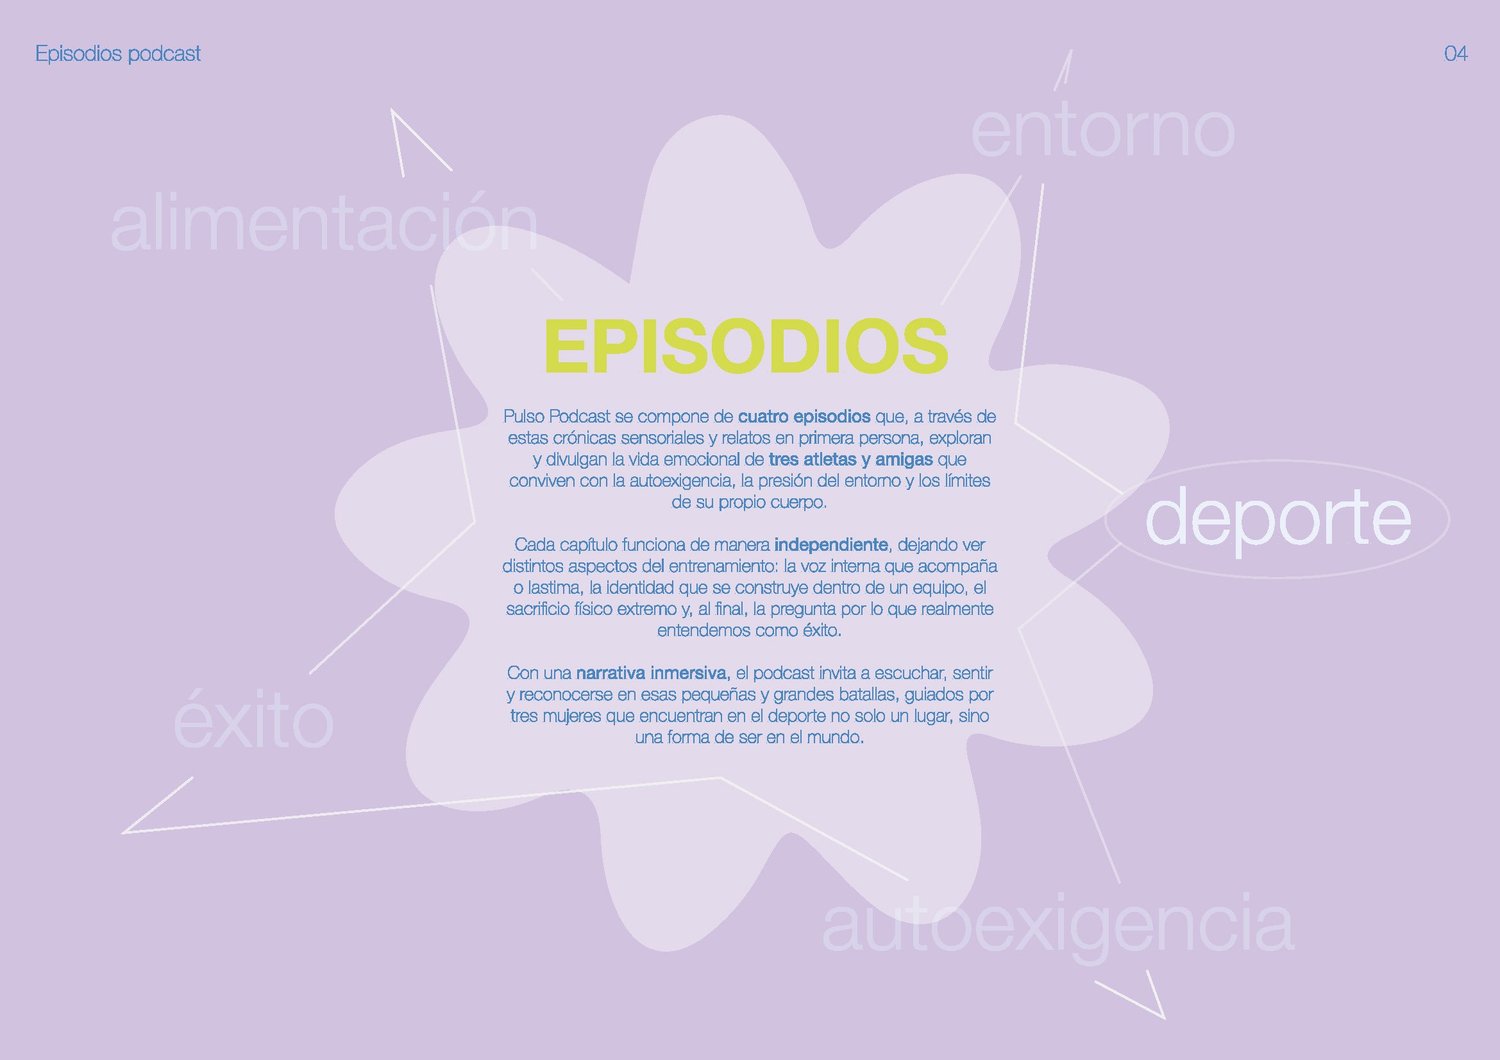 Episodios podcast
04
entorno
alimentación
EPISODIOS
Pulso Podcast se compone de cuatro episodios que, a través de
estas crónicas sensoriales y relatos en primera persona, exploran
y divulgan la vida emocional de tres atletas y amigas que
conviven con la autoexigencia, la presión del entorno y los límites
de su propio cuerpo.
Cada capítulo funciona de manera independiente, dejando ver
distintos aspectos del entrenamiento: la voz interna que acompaña
o lastima, la identidad que se construye dentro de un equipo, el
sacrificio físico extremo y, al final, la pregunta por lo que realmente
entendemos como éxito.
Con una narrativa inmersiva, el podcast invita a escuchar, sentir
y reconocerse en esas pequeñas y grandes batallas, guiados por
tres mujeres que encuentran en el deporte no solo un lugar, sino
una forma de ser en el mundo.
deporte
éxito
autoexigencia